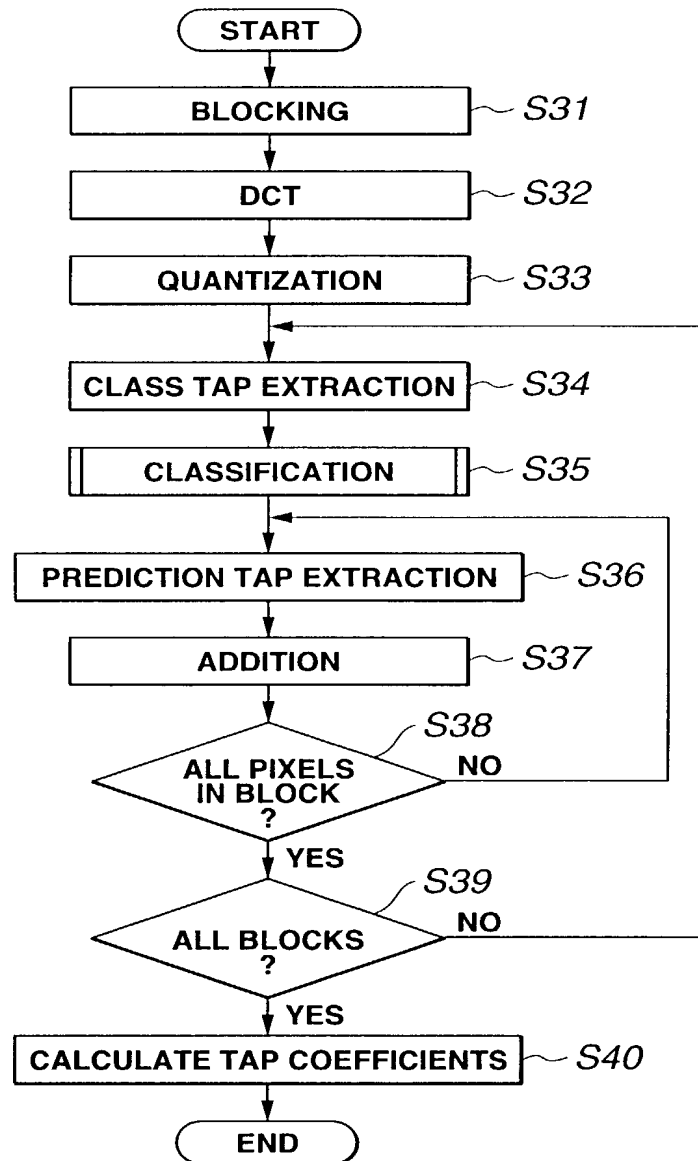 START
BLOCKING S31
DCT S32
QUANTIZATION S33
CLASS TAP EXTRACTION S34
CLASSIFICATION S35
PREDICTION TAP EXTRACTION S36
ADDITION S37
S38
ALL PIXELS
IN BLOCK
?
NO
YES
S39
ALL BLOCKS
?
NO
YES
CALCULATE TAP COEFFICIENTS S40
END